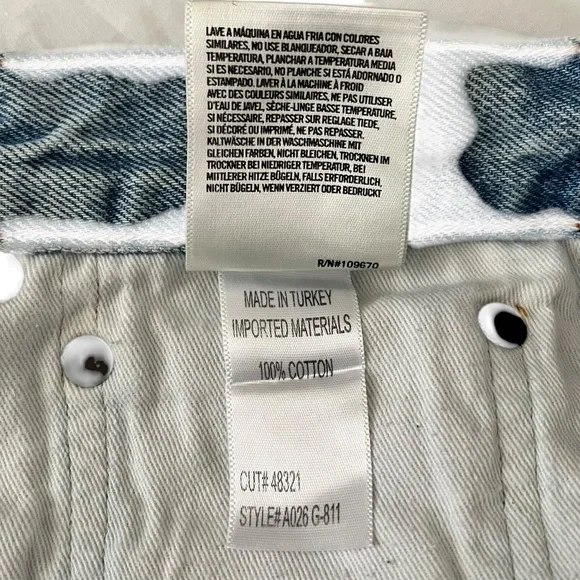 LAVE A MÁQUINA EN AGUA FRIA CON COLORES
SIMILARES, NO USE BLANQUEADOR, SECAR A BAJA
TEMPERATURA, PLANCHAR A TEMPERATURA MEDIA
SI ES NECESARIO, NO PLANCHE SI ESTÁ ADORNADO O
ESTAMPADO. LAVER À LA MACHINE À FROID
AVEC DES COULEURS SIMILAIRES, NE PAS UTILISER
D'EAU DE JAVEL, SÈCHE-LINGE BASSE TEMPERATURE,
SI NÉCESSAIRE, REPASSER SUR REGLAGE TIEDE,
SI DÉCORÉ OU IMPRIMÉ, NE PAS REPASSER.
KALTWÄSCHE IN DER WASCHMASCHINE MIT
GLEICHEN FARBEN, NICHT BLEICHEN, TROCKNEN IM
TROCKNER BEI NIEDRIGER TEMPERATUR, BEI
MITTLERER HITZE BÜGELN, FALLS ERFORDERLICH,
NICHT BÜGELN, WENN VERZIERT ODER BEDRUCKT
R/N#109670
MADE IN TURKEY
IMPORTED MATERIALS
100% COTTON
CUT# 48321
STYLE# A026 G-811